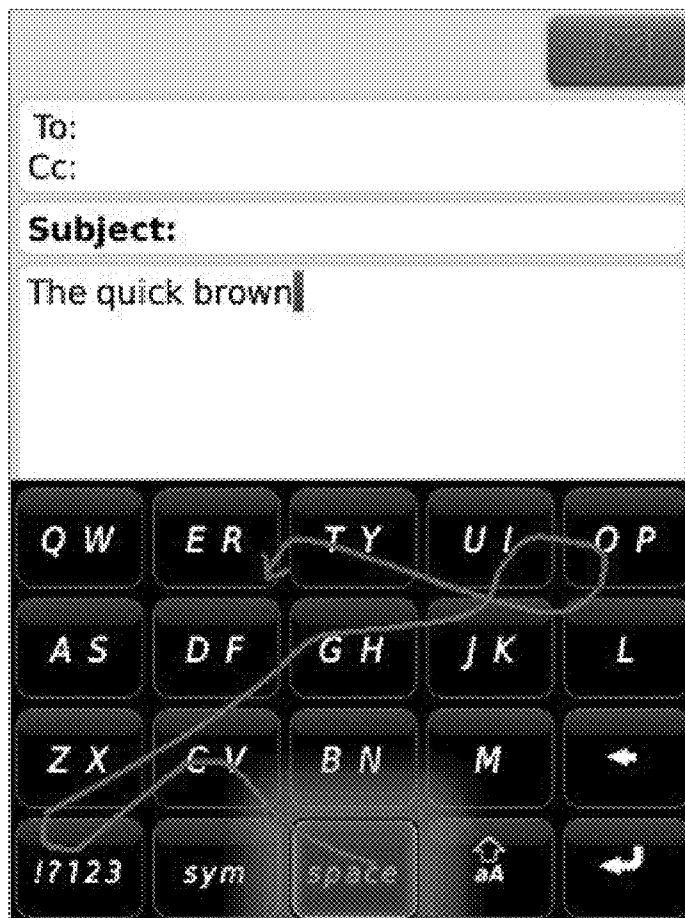 To:
Cc:
Subject:
The quick brown
Q W E R T Y U I O P
A S D F G H J K L
Z X C V B N M
!?123 sym space aA